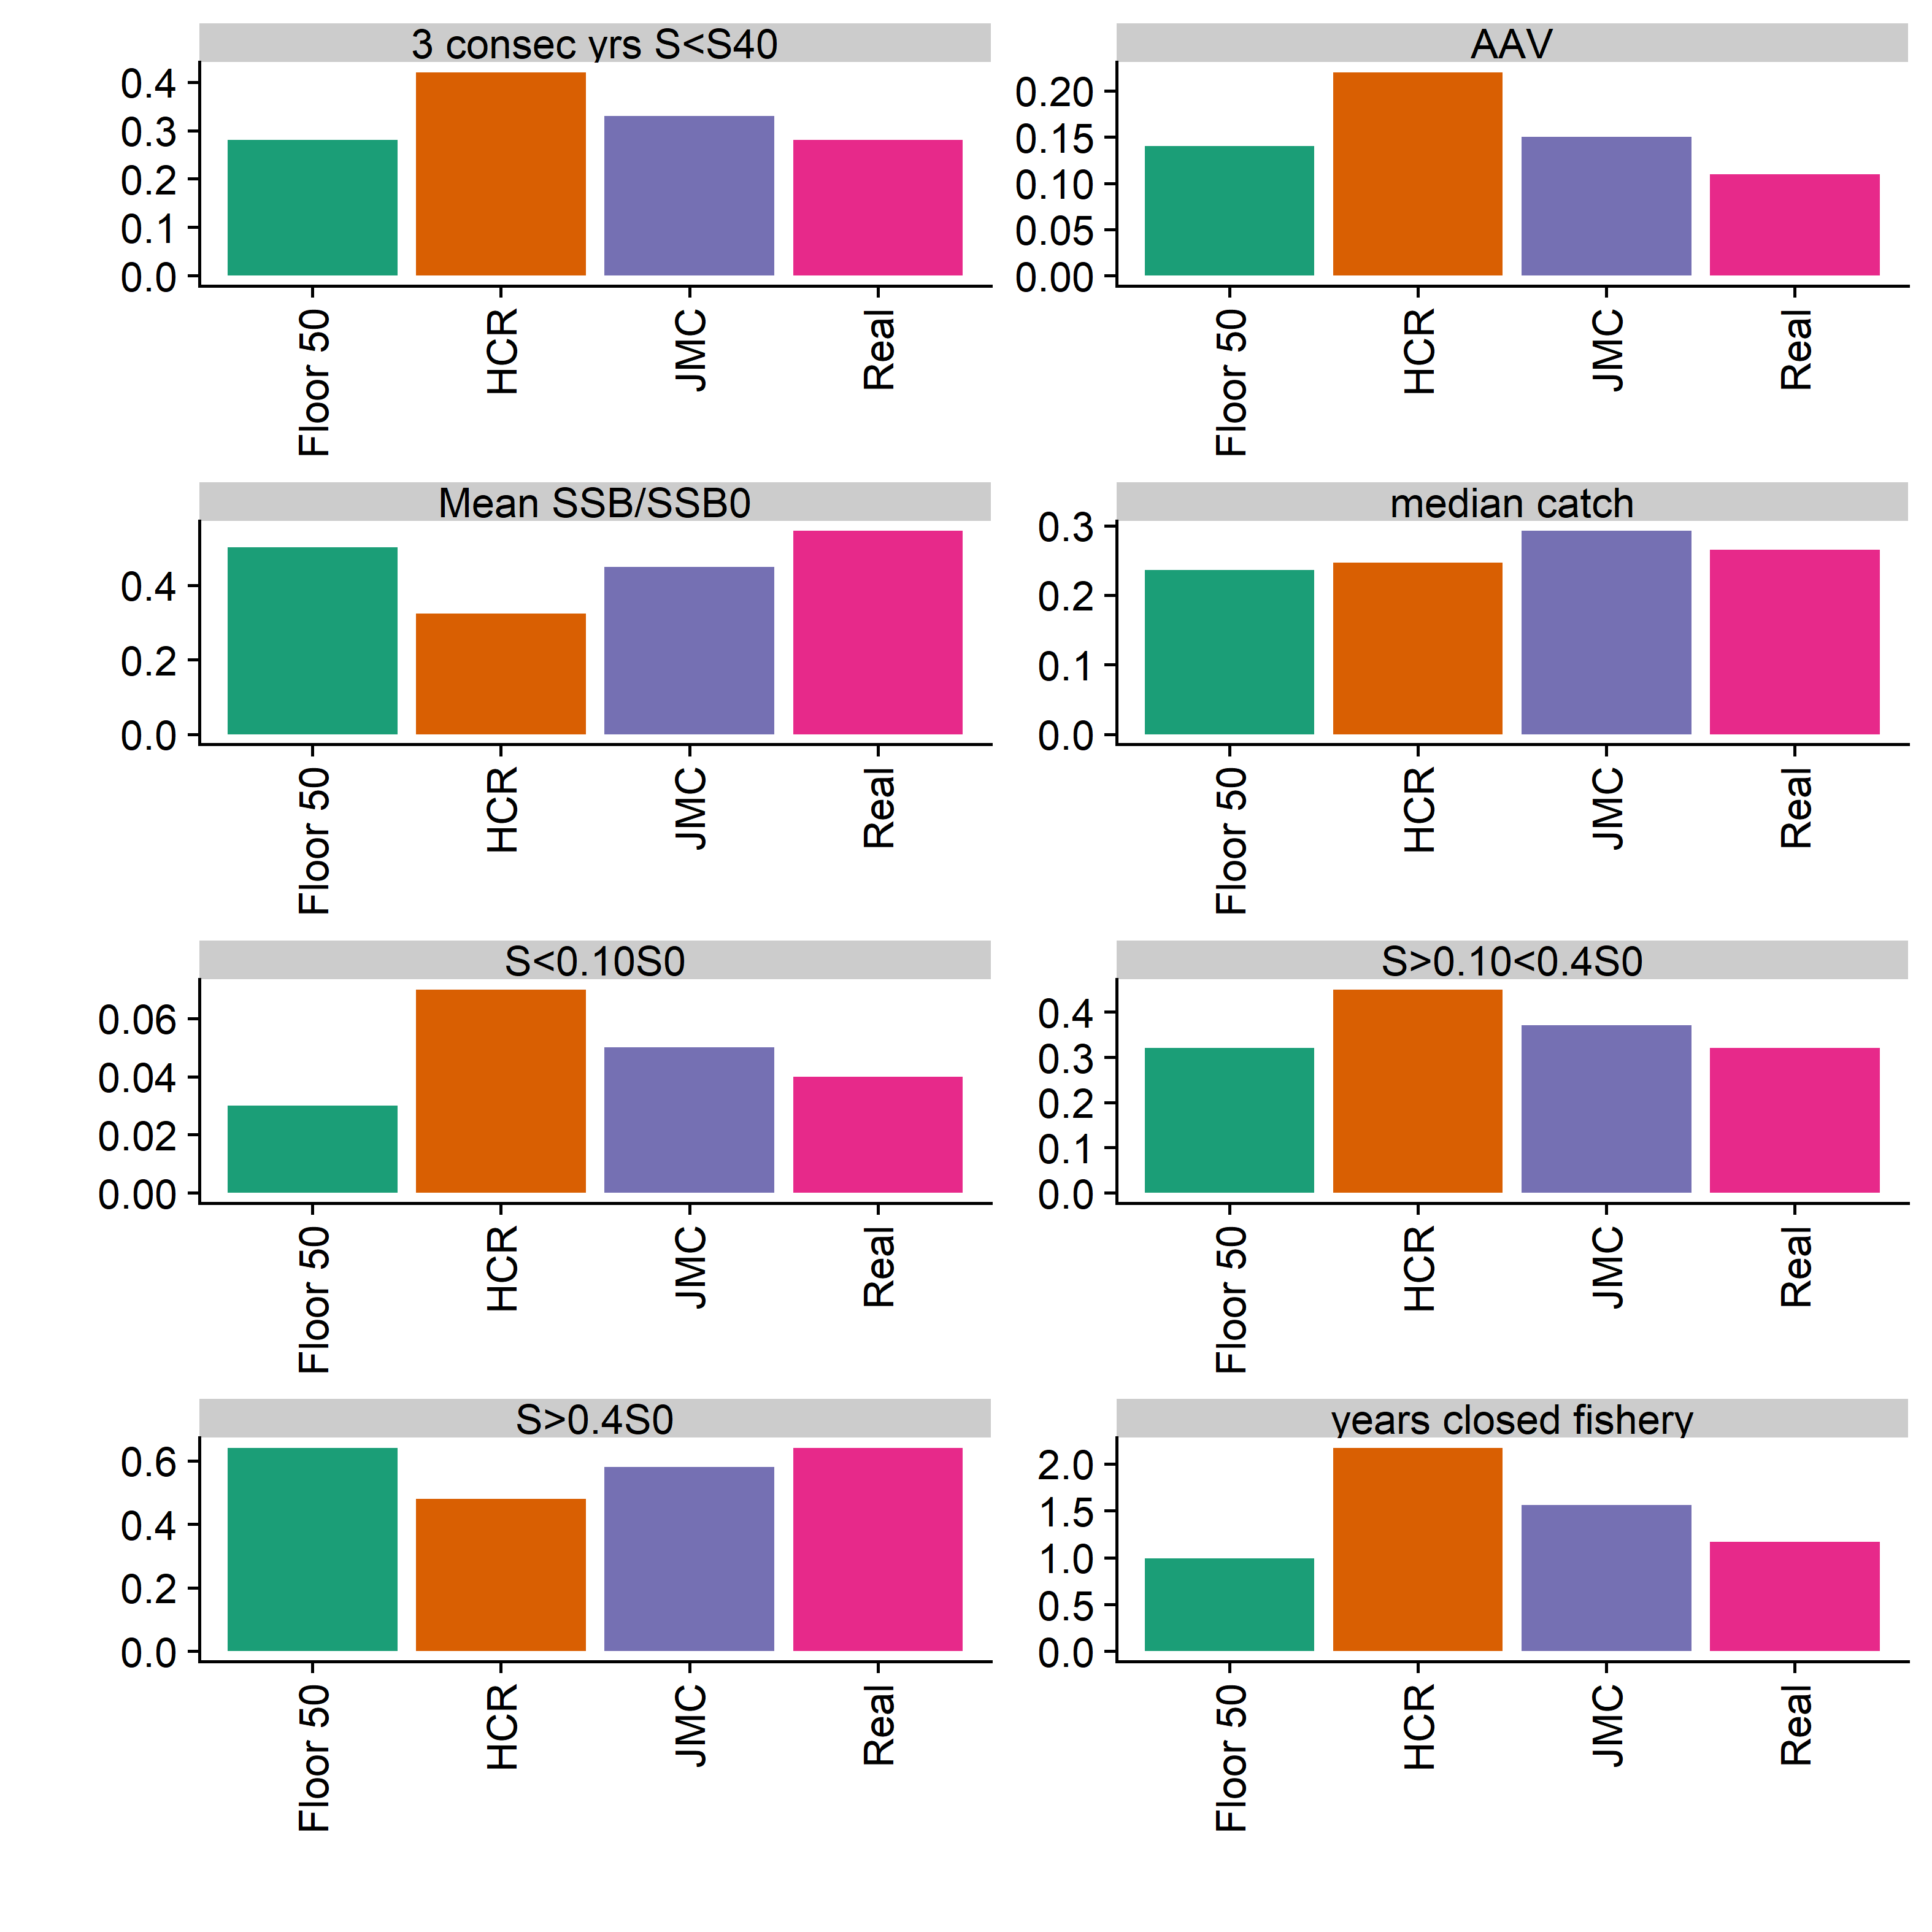 3 consec yrs S<S40
0.4
0.3
0.2
0.1
0.0
Floor 50
HCR
JMC
Real
AAV
0.20
0.15
0.10
0.05
0.00
Floor 50
HCR
JMC
Real
Mean SSB/SSB0
0.4
0.2
0.0
Floor 50
HCR
JMC
Real
median catch
0.3
0.2
0.1
0.0
Floor 50
HCR
JMC
Real
S<0.10S0
0.06
0.04
0.02
0.00
Floor 50
HCR
JMC
Real
S>0.10<0.4S0
0.4
0.3
0.2
0.1
0.0
Floor 50
HCR
JMC
Real
S>0.4S0
0.6
0.4
0.2
0.0
Floor 50
HCR
JMC
Real
years closed fishery
2.0
1.5
1.0
0.5
0.0
Floor 50
HCR
JMC
Real